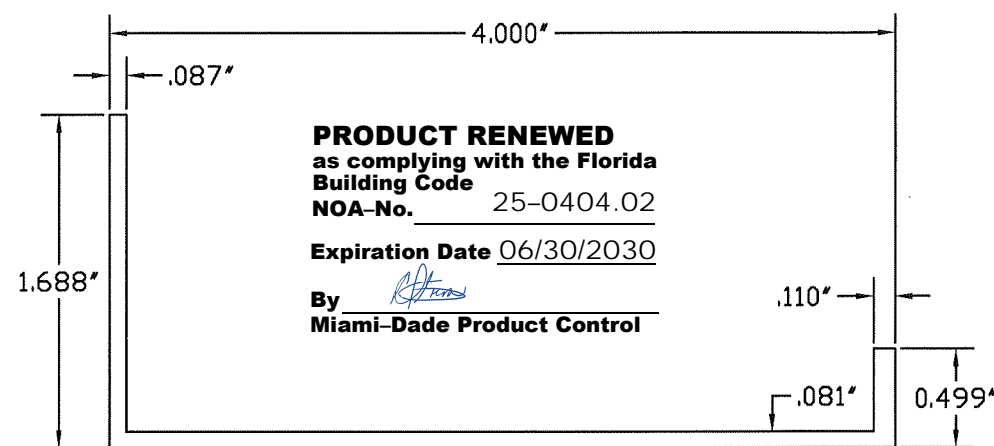 4.000"
.087"
PRODUCT RENEWED
as complying with the Florida
Building Code
NOA–No. 25–0404.02
Expiration Date 06/30/2030
By
Miami–Dade Product Control
1.688"
.110"
.081"
0.499"